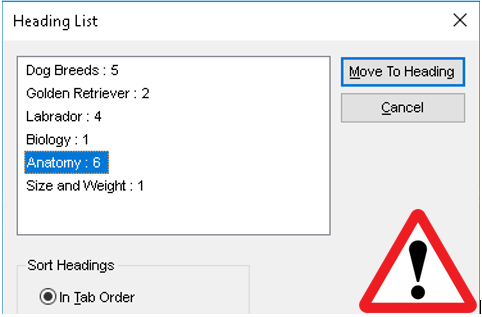 Heading List
Dog Breeds : 5
Golden Retriever : 2
Labrador : 4
Biology : 1
Anatomy : 6
Size and Weight : 1
Move To Heading
Cancel
Sort Headings
In Tab Order
!